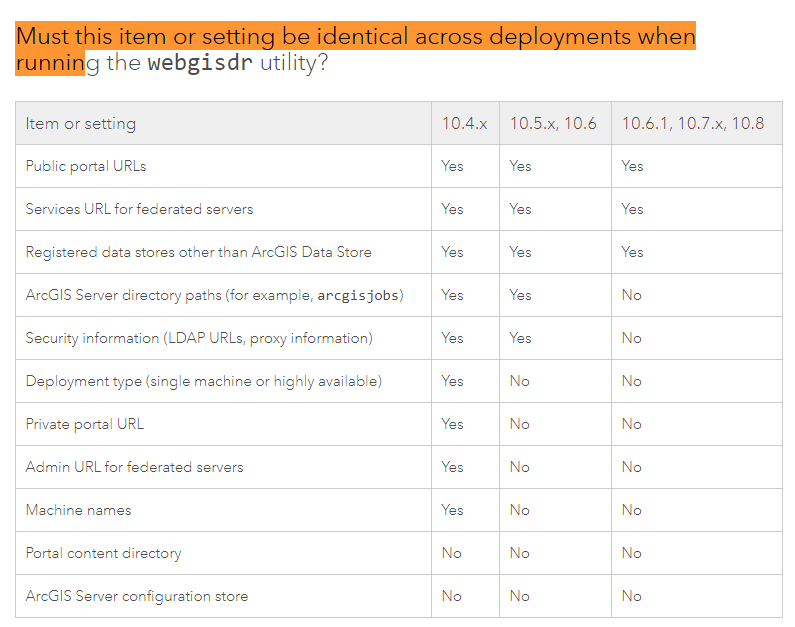 Must this item or setting be identical across deployments when
running the webgisdr utility?
Item or setting 10.4.x 10.5.x, 10.6 10.6.1, 10.7.x, 10.8
Public portal URLs Yes Yes Yes
Services URL for federated servers Yes Yes Yes
Registered data stores other than ArcGIS Data Store Yes Yes Yes
ArcGIS Server directory paths (for example, arcgisjobs) Yes Yes No
Security information (LDAP URLs, proxy information) Yes Yes No
Deployment type (single machine or highly available) Yes No No
Private portal URL Yes No No
Admin URL for federated servers Yes No No
Machine names Yes No No
Portal content directory No No No
ArcGIS Server configuration store No No No